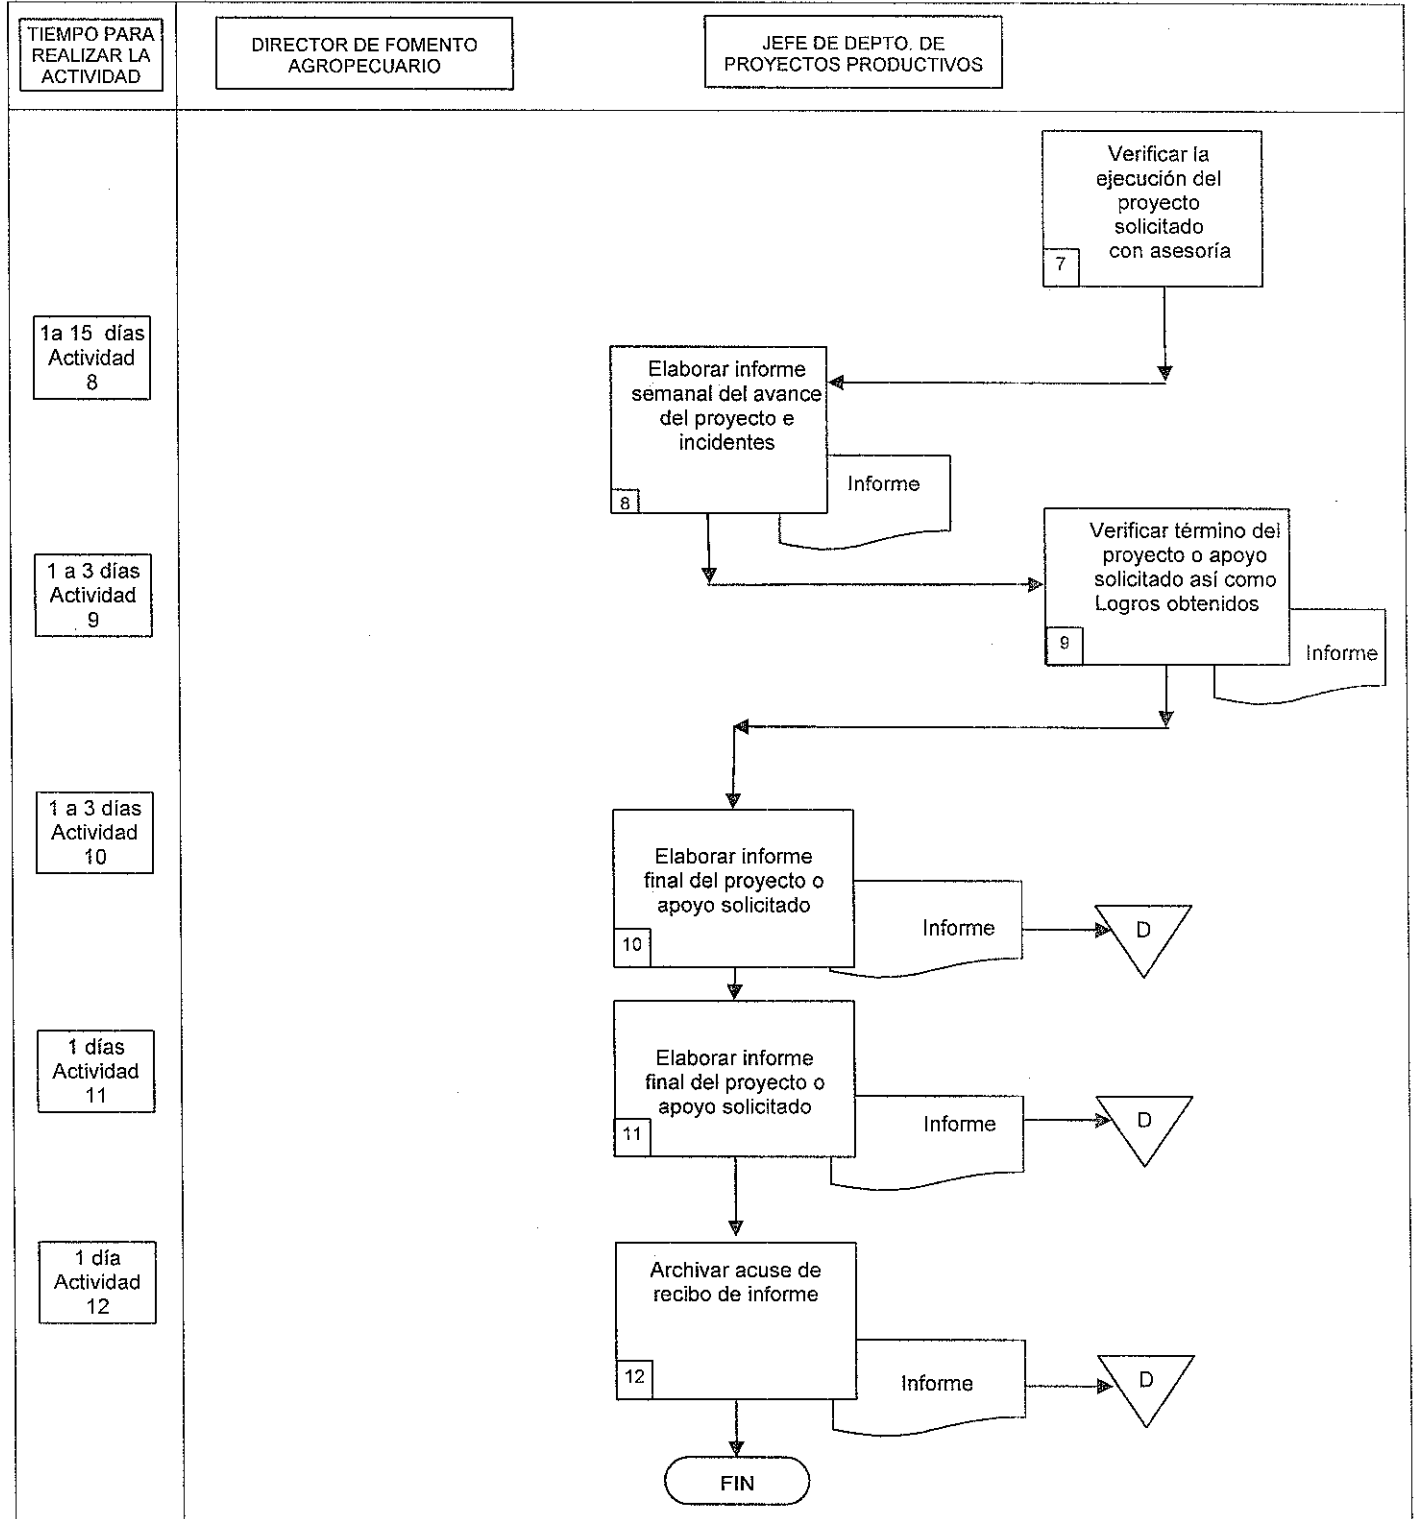 TIEMPO PARA
REALIZAR LA
ACTIVIDAD
DIRECTOR DE FOMENTO
AGROPECUARIO
JEFE DE DEPTO. DE
PROYECTOS PRODUCTIVOS
Verificar la
ejecución del
proyecto
solicitado
con asesoría
7
1a 15 días
Actividad
8
Elaborar informe
semanal del avance
del proyecto e
incidentes
8
Informe
1 a 3 días
Actividad
9
Verificar término del
proyecto o apoyo
solicitado así como
Logros obtenidos
9
Informe
1 a 3 días
Actividad
10
Elaborar informe
final del proyecto o
apoyo solicitado
10
Informe
D
1 días
Actividad
11
Elaborar informe
final del proyecto o
apoyo solicitado
11
Informe
D
1 día
Actividad
12
Archivar acuse de
recibo de informe
12
Informe
D
FIN